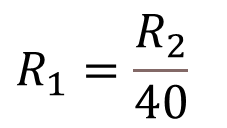 R₁ = R₂/40